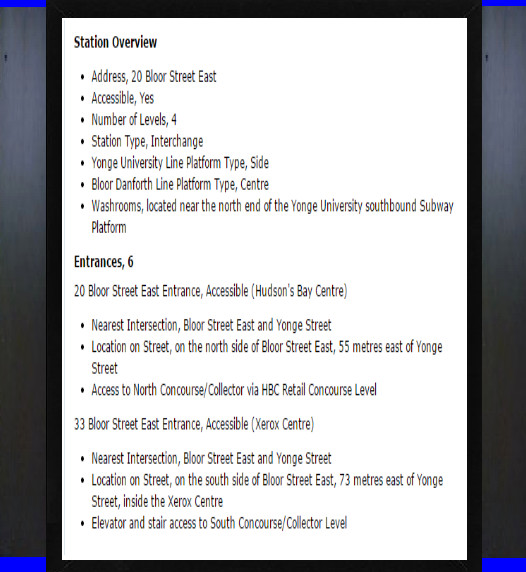 Station Overview
• Address, 20 Bloor Street East
• Accessible, Yes
• Number of Levels, 4
• Station Type, Interchange
• Yonge University Line Platform Type, Side
• Bloor Danforth Line Platform Type, Centre
• Washrooms, located near the north end of the Yonge University southbound Subway
Platform
Entrances, 6
20 Bloor Street East Entrance, Accessible (Hudson's Bay Centre)
• Nearest Intersection, Bloor Street East and Yonge Street
• Location on Street, on the north side of Bloor Street East, 55 metres east of Yonge
Street
• Access to North Concourse/Collector via HBC Retail Concourse Level
33 Bloor Street East Entrance, Accessible (Xerox Centre)
• Nearest Intersection, Bloor Street East and Yonge Street
• Location on Street, on the south side of Bloor Street East, 73 metres east of Yonge
Street, inside the Xerox Centre
• Elevator and stair access to South Concourse/Collector Level